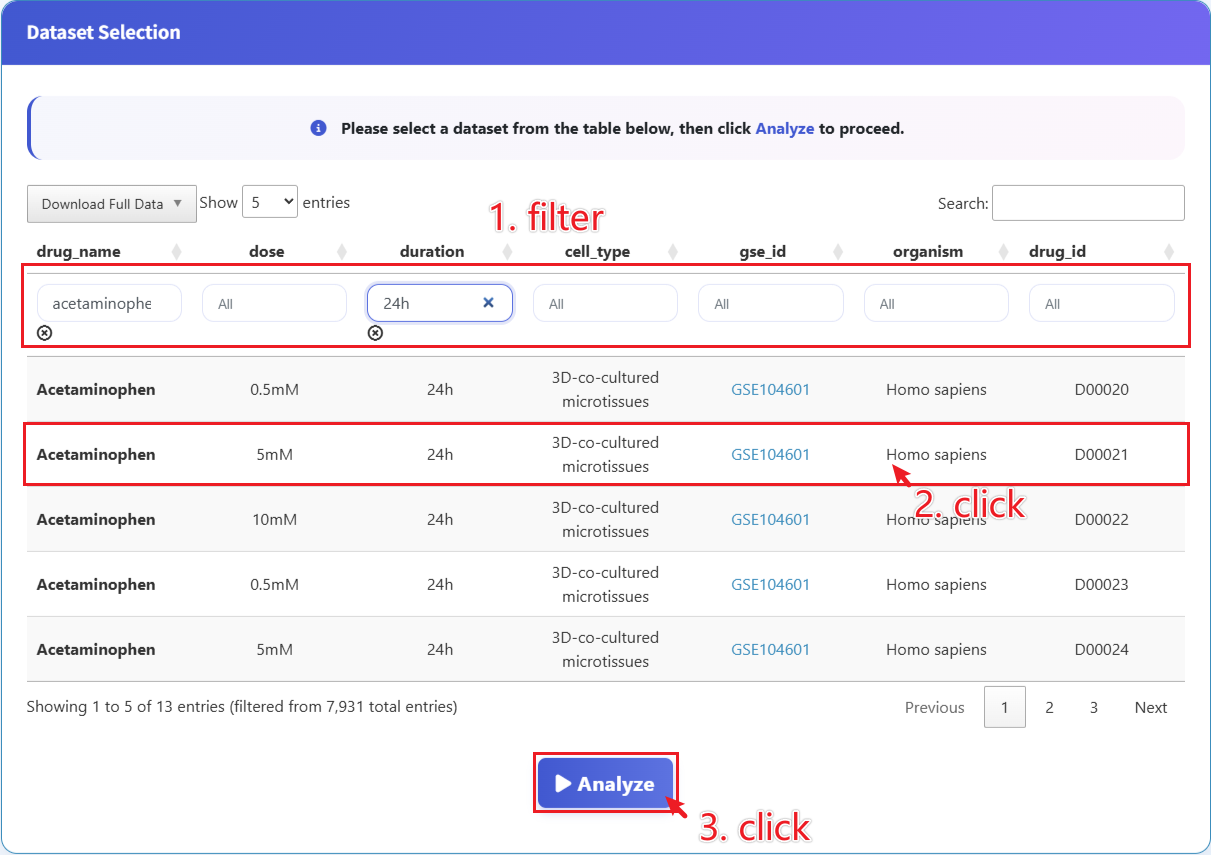 Dataset Selection
Please select a dataset from the table below, then click Analyze to proceed.
Download Full Data ▼ Show 5 entries Search:
1. filter
drug_name dose duration cell_type gse_id organism drug_id
acetaminophe All 24h All All All All
Acetaminophen 0.5mM 24h 3D-co-cultured microtissues GSE104601 Homo sapiens D00020
Acetaminophen 5mM 24h 3D-co-cultured microtissues GSE104601 Homo sapiens D00021
2. click
Acetaminophen 10mM 24h 3D-co-cultured microtissues GSE104601 Homo sapiens D00022
Acetaminophen 0.5mM 24h 3D-co-cultured microtissues GSE104601 Homo sapiens D00023
Acetaminophen 5mM 24h 3D-co-cultured microtissues GSE104601 Homo sapiens D00024
Showing 1 to 5 of 13 entries (filtered from 7,931 total entries) Previous 1 2 3 Next
Analyze
3. click